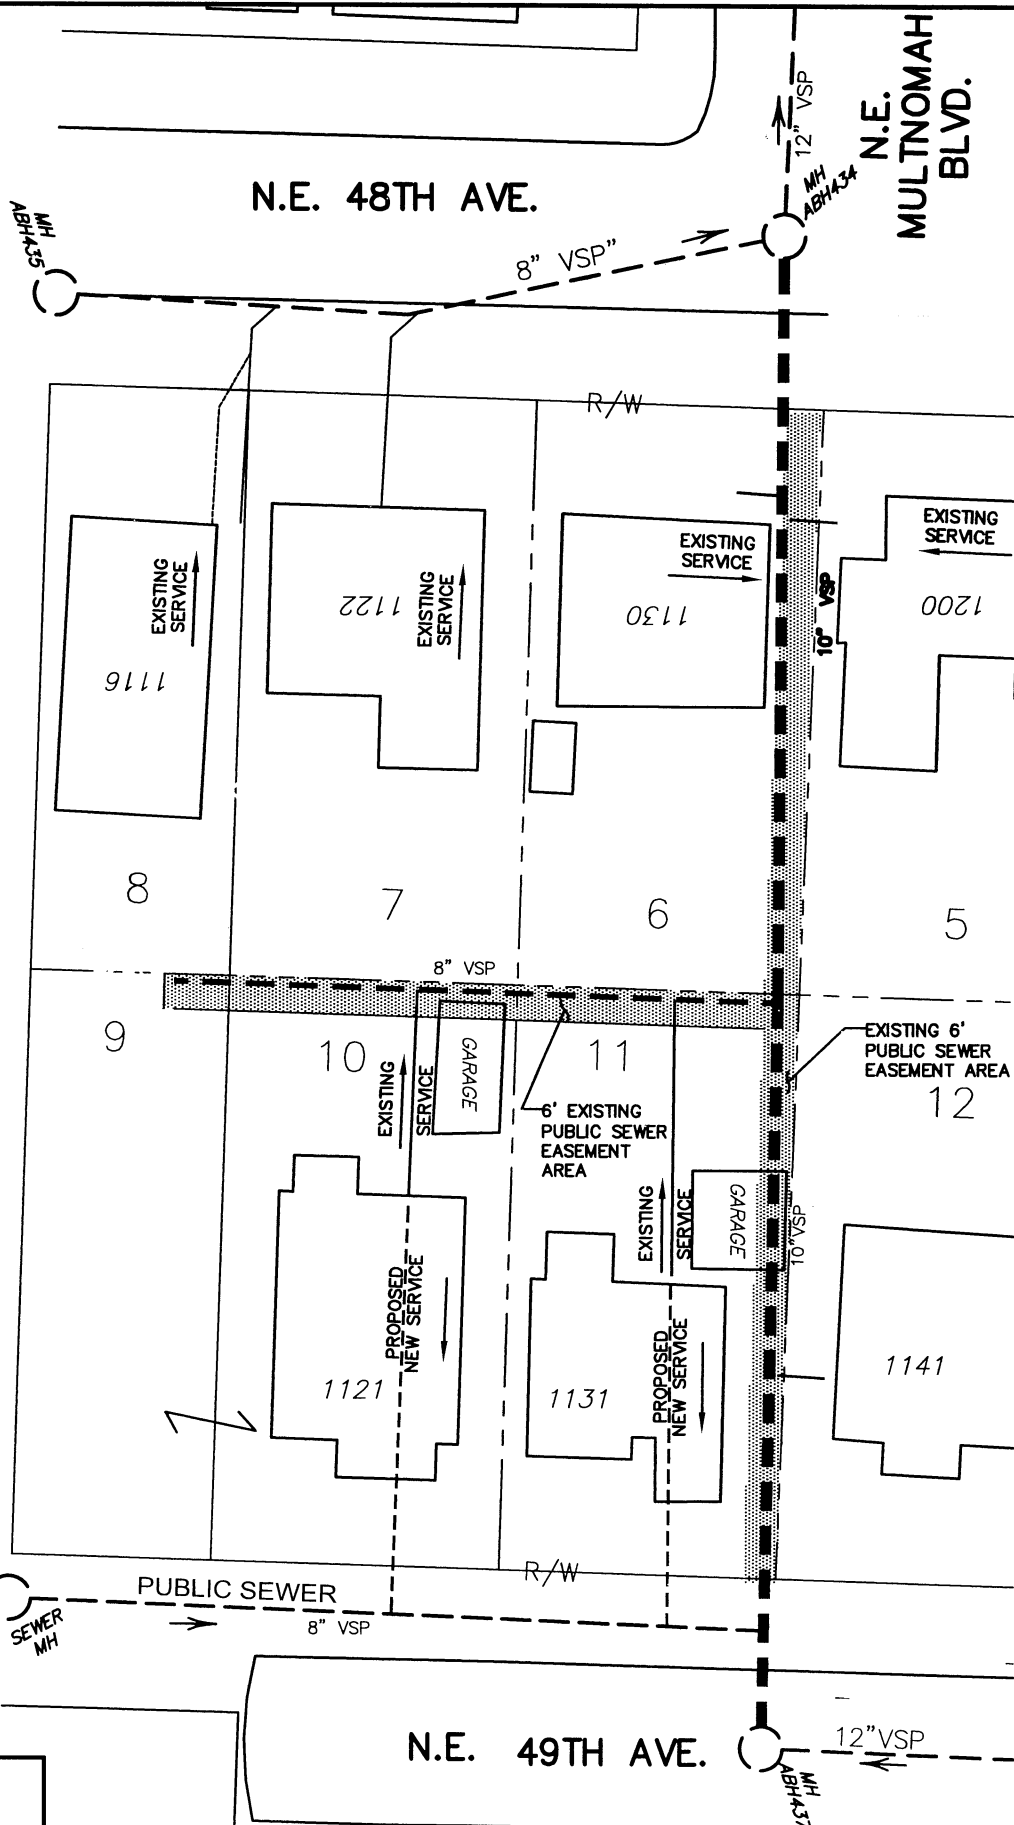 12" VSP
N.E.
MULTNOMAH
BLVD.
MH
ABH434
N.E. 48TH AVE.
MH
ABH435
8" VSP"
R/W
EXISTING
SERVICE
1116
1122
EXISTING
SERVICE
EXISTING
SERVICE
1130
10" VSP
EXISTING
SERVICE
1200
8
7
6
5
8" VSP
9
10
11
12
EXISTING
SERVICE
GARAGE
6' EXISTING
PUBLIC SEWER
EASEMENT
AREA
EXISTING 6'
PUBLIC SEWER
EASEMENT AREA
EXISTING
SERVICE
GARAGE
10"VSP
PROPOSED
NEW SERVICE
1121
1131
PROPOSED
NEW SERVICE
1141
R/W
PUBLIC SEWER
8" VSP
SEWER
MH
N.E. 49TH AVE.
12"VSP
MH
ABH437